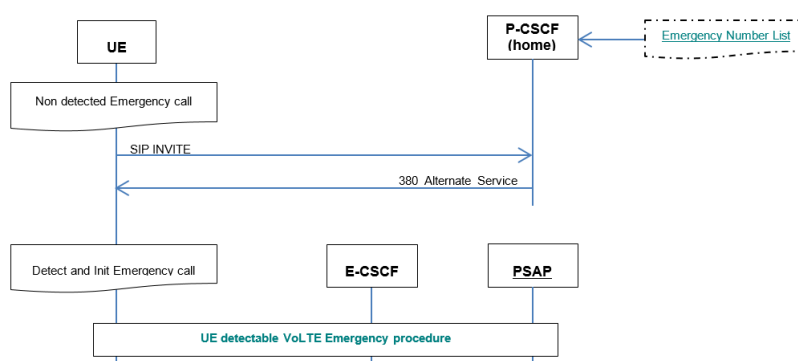 UE
P-CSCF
(home)
Emergency Number List
Non detected Emergency call
SIP INVITE
380 Alternate Service
Detect and Init Emergency call
E-CSCF
PSAP
UE detectable VoLTE Emergency procedure